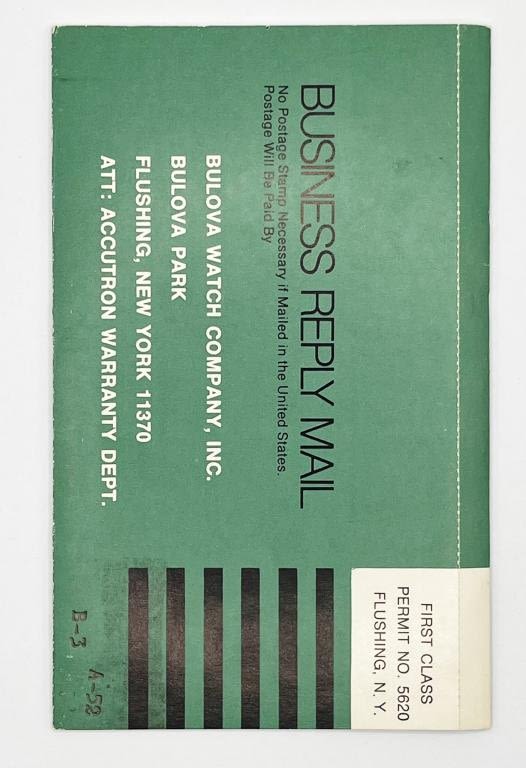 FIRST CLASS
PERMIT NO. 5620
FLUSHING, N. Y.
BUSINESS REPLY MAIL
No Postage Stamp Necessary if Mailed in the United States.
Postage Will Be Paid By
BULOVA WATCH COMPANY, INC.
BULOVA PARK
FLUSHING, NEW YORK 11370
ATT: ACCUTRON WARRANTY DEPT.
B-3 A-52